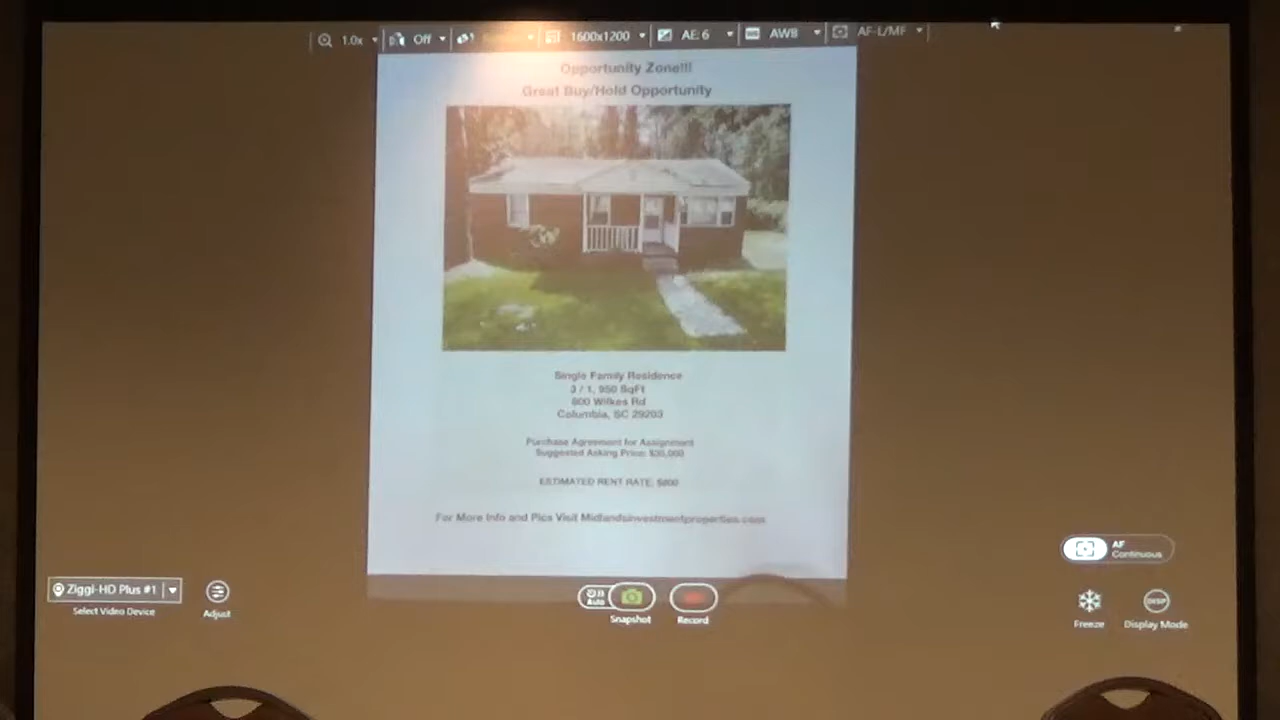 1.0x Off 1600x1200 AE: 6 AWB AF-L/MF
Opportunity Zone!!!
Great Buy/Hold Opportunity
Single Family Residence
3 / 1, 950 SqFt
800 Wilkes Rd
Columbia, SC 29203
Purchase Agreement for Assignment
Suggested Asking Price: $35,000
ESTIMATED RENT RATE: $800
For More Info and Pics Visit Midlandsinvestmentproperties.com
AF
Continuous
Ziggi-HD Plus #1
Select Video Device
Adjust
Auto
Snapshot
Record
Freeze
DISP
Display Mode